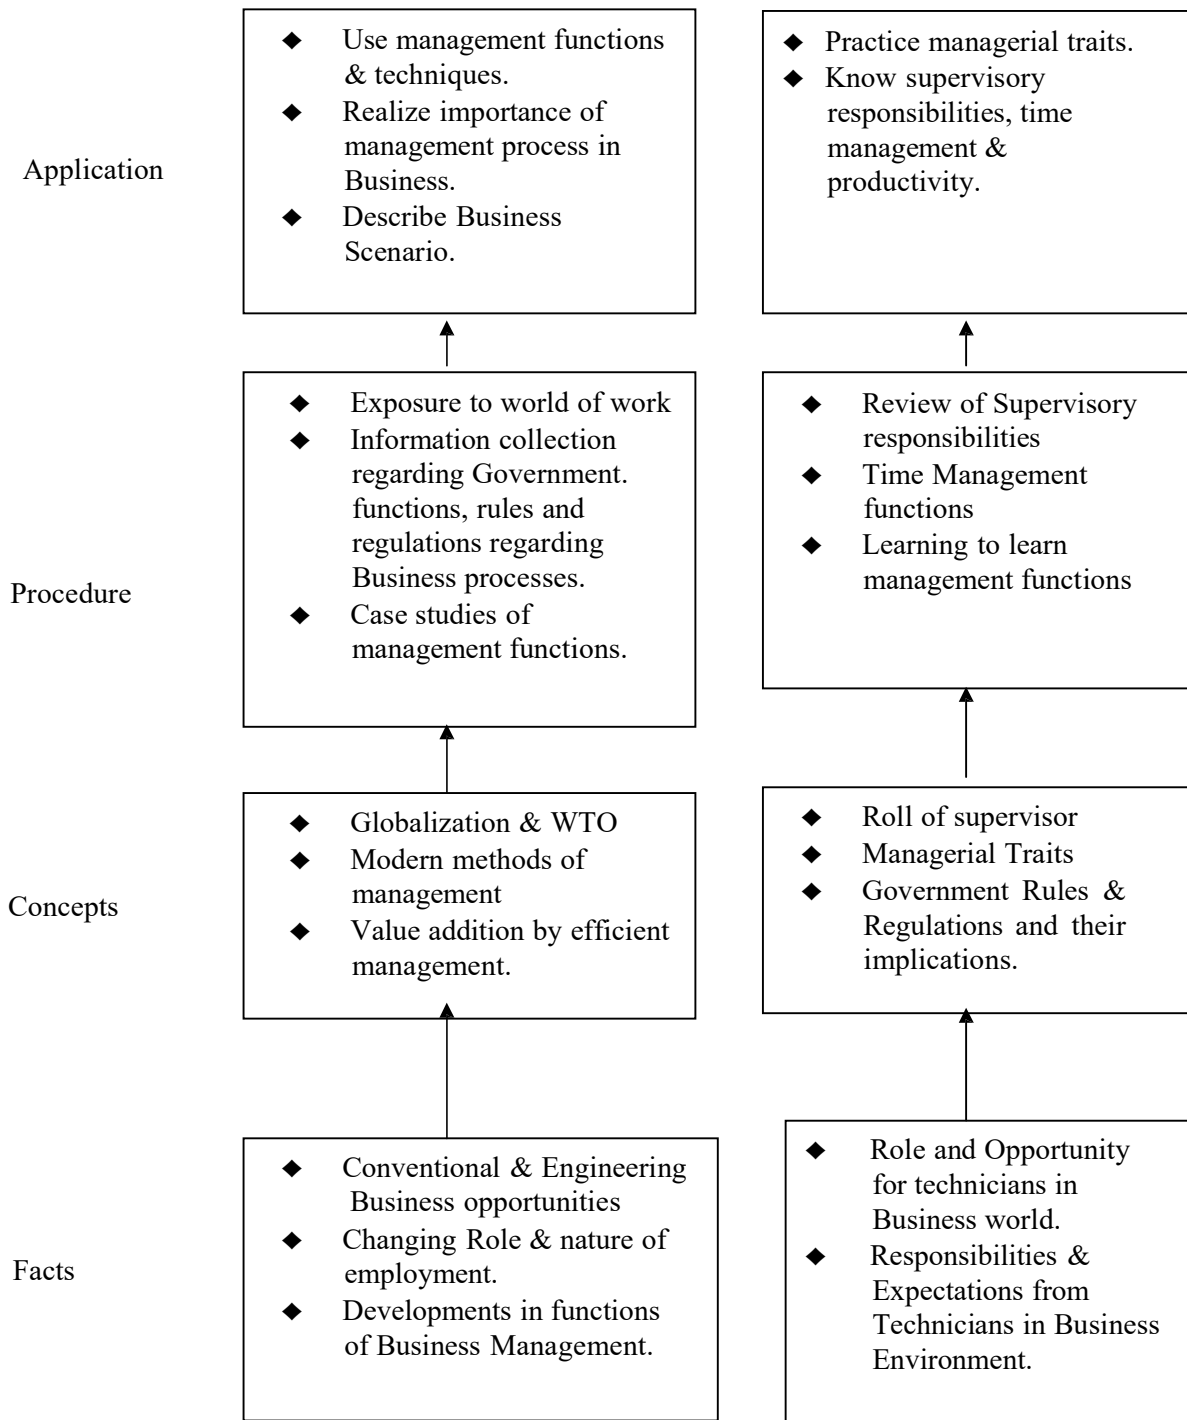 Application
◆ Use management functions
& techniques.
◆ Realize importance of
management process in
Business.
◆ Describe Business
Scenario.
◆ Practice managerial traits.
◆ Know supervisory
responsibilities, time
management &
productivity.
Procedure
◆ Exposure to world of work
◆ Information collection
regarding Government.
functions, rules and
regulations regarding
Business processes.
◆ Case studies of
management functions.
◆ Review of Supervisory
responsibilities
◆ Time Management
functions
◆ Learning to learn
management functions
Concepts
◆ Globalization & WTO
◆ Modern methods of
management
◆ Value addition by efficient
management.
◆ Roll of supervisor
◆ Managerial Traits
◆ Government Rules &
Regulations and their
implications.
Facts
◆ Conventional & Engineering
Business opportunities
◆ Changing Role & nature of
employment.
◆ Developments in functions
of Business Management.
◆ Role and Opportunity
for technicians in
Business world.
◆ Responsibilities &
Expectations from
Technicians in Business
Environment.